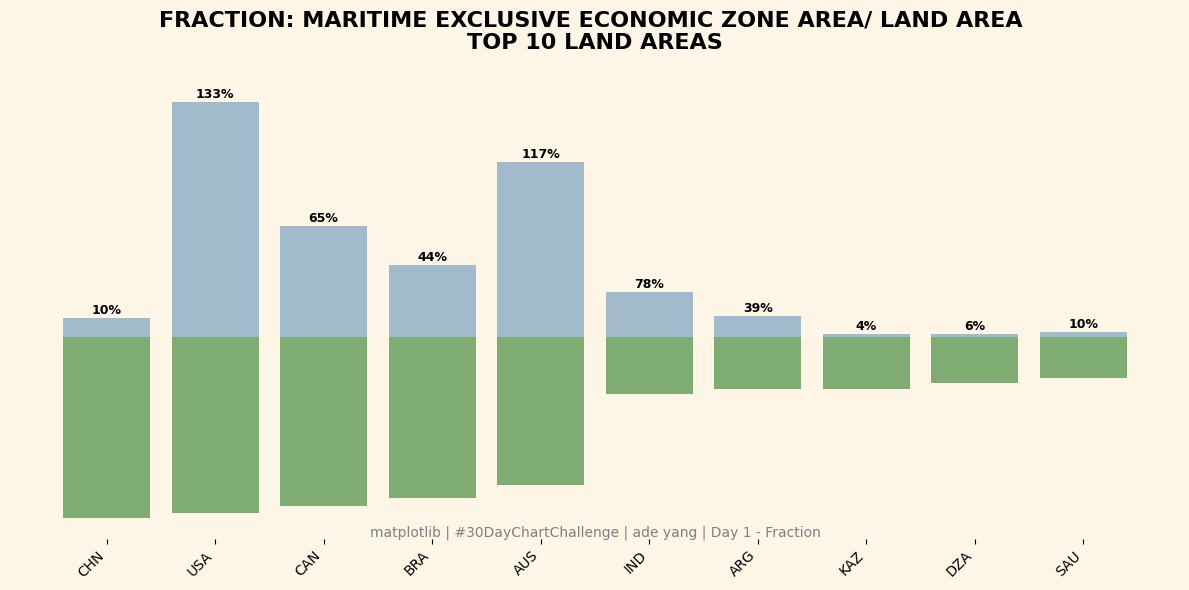 FRACTION: MARITIME EXCLUSIVE ECONOMIC ZONE AREA/ LAND AREA
TOP 10 LAND AREAS
133%
117%
65%
44%
78%
10%
39%
4%
6%
10%
matplotlib | #30DayChartChallenge | ade yang | Day 1 - Fraction
CHN
USA
CAN
BRA
AUS
IND
ARG
KAZ
DZA
SAU